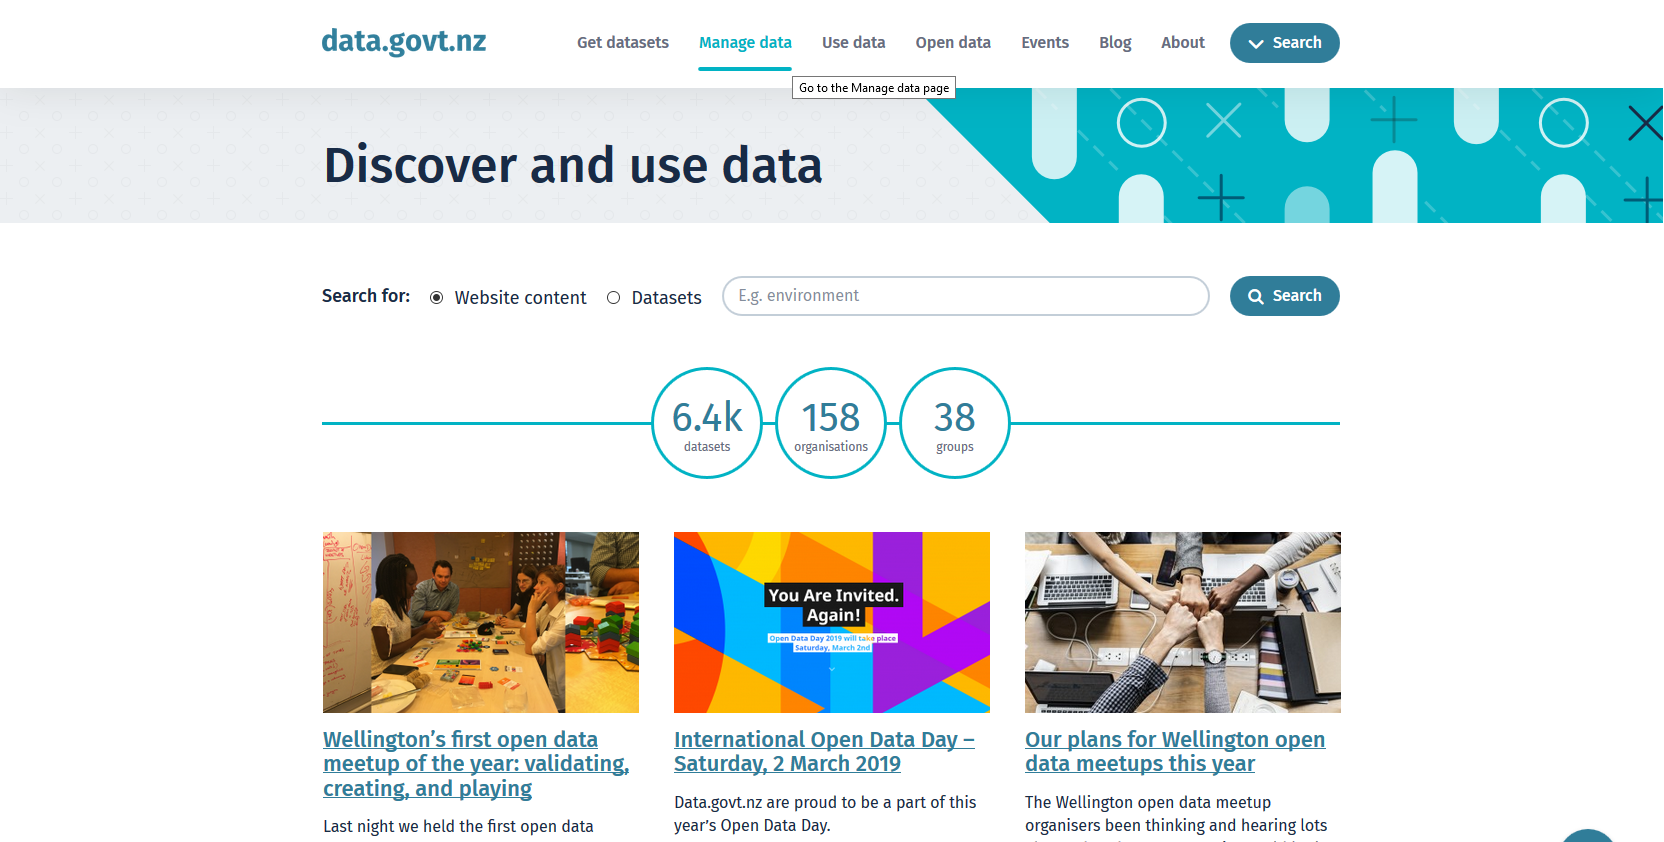 data.govt.nz
Get datasets
Manage data
Use data
Open data
Events
Blog
About
Search
Go to the Manage data page
Discover and use data
Search for:
Website content
Datasets
E.g. environment
Search
6.4k
datasets
158
organisations
38
groups
You Are Invited.
Again!
Open Data Day 2019 will take place
Saturday, March 2nd
Wellington’s first open data
meetup of the year: validating,
creating, and playing
Last night we held the first open data
International Open Data Day –
Saturday, 2 March 2019
Data.govt.nz are proud to be a part of this
year’s Open Data Day.
Our plans for Wellington open
data meetups this year
The Wellington open data meetup
organisers been thinking and hearing lots